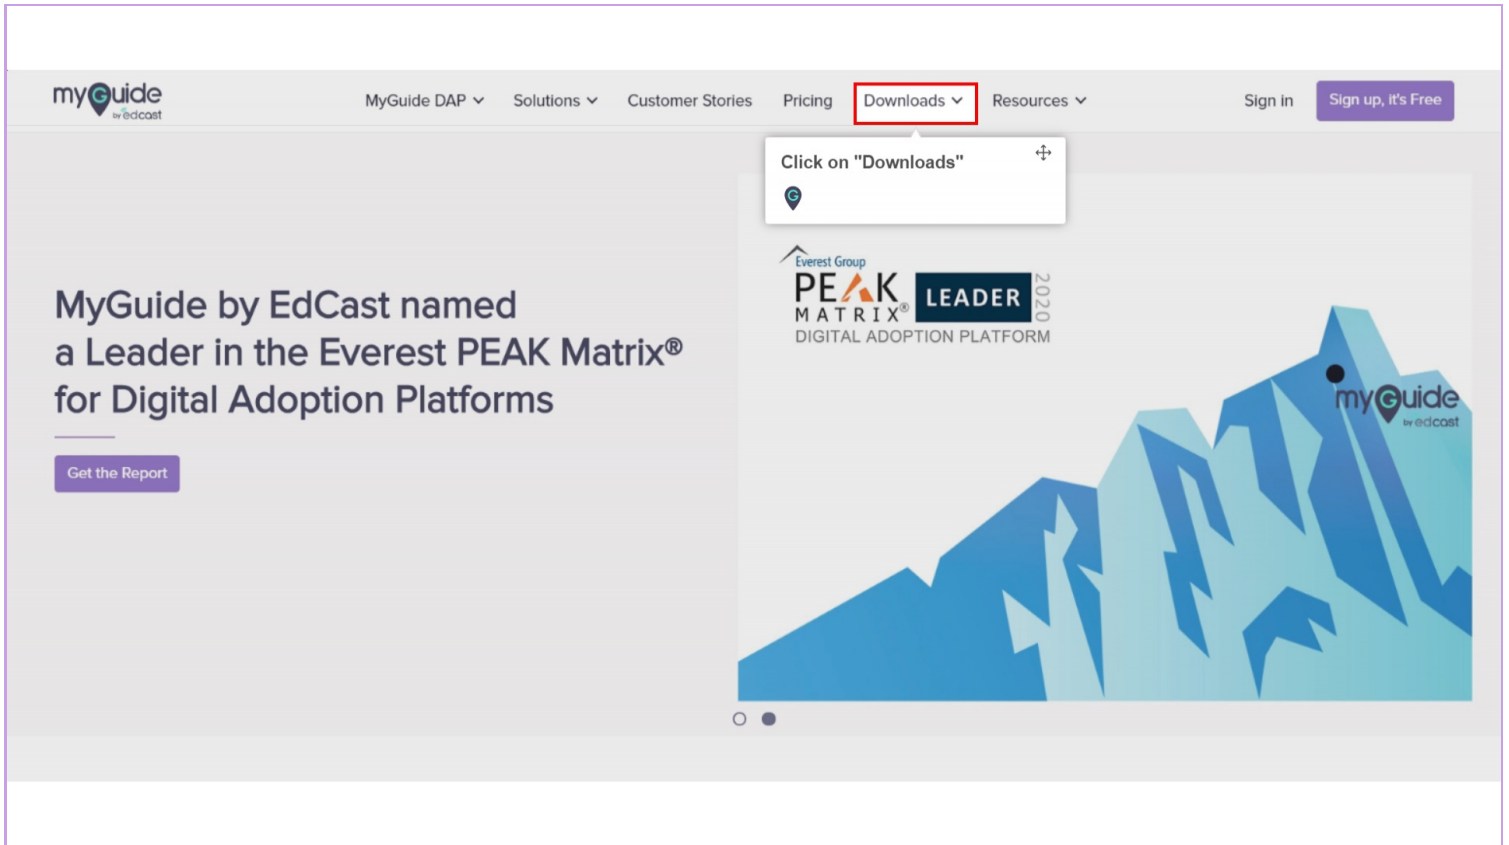 myGuide
by edcast
MyGuide DAP
Solutions
Customer Stories
Pricing
Downloads
Resources
Sign in
Sign up, it's Free
Click on "Downloads"
G
MyGuide by EdCast named
a Leader in the Everest PEAK Matrix®
for Digital Adoption Platforms
Get the Report
Everest Group
PEAK
MATRIX®
LEADER
2020
DIGITAL ADOPTION PLATFORM
myGuide
by edcast